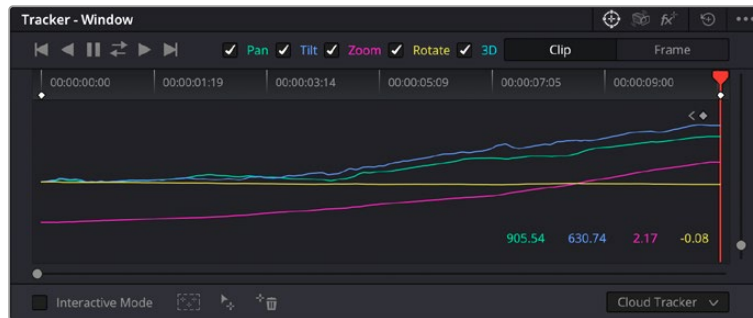 Tracker - Window
Pan Tilt Zoom Rotate 3D Clip Frame
00:00:00:00 00:00:01:19 00:00:03:14 00:00:05:09 00:00:07:05 00:00:09:00
905.54 630.74 2.17 -0.08
Interactive Mode Cloud Tracker